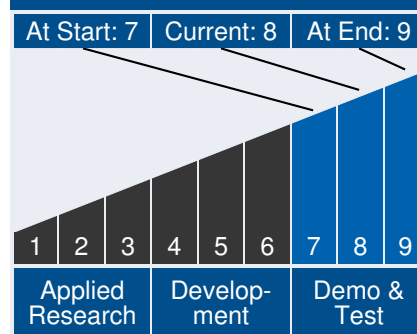 At Start: 7 Current: 8 At End: 9
1 2 3 4 5 6 7 8 9
Applied Develop- Demo &
Research ment Test